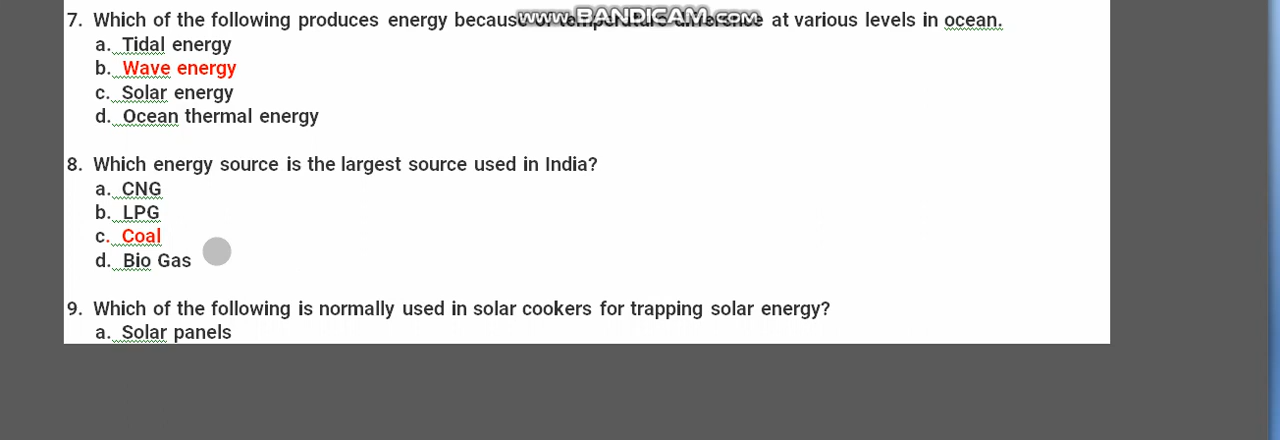 7. Which of the following produces energy because of temperature difference at various levels in ocean.
www.BANDICAM.com
a. Tidal energy
b. Wave energy
c. Solar energy
d. Ocean thermal energy
8. Which energy source is the largest source used in India?
a. CNG
b. LPG
c. Coal
d. Bio Gas
9. Which of the following is normally used in solar cookers for trapping solar energy?
a. Solar panels